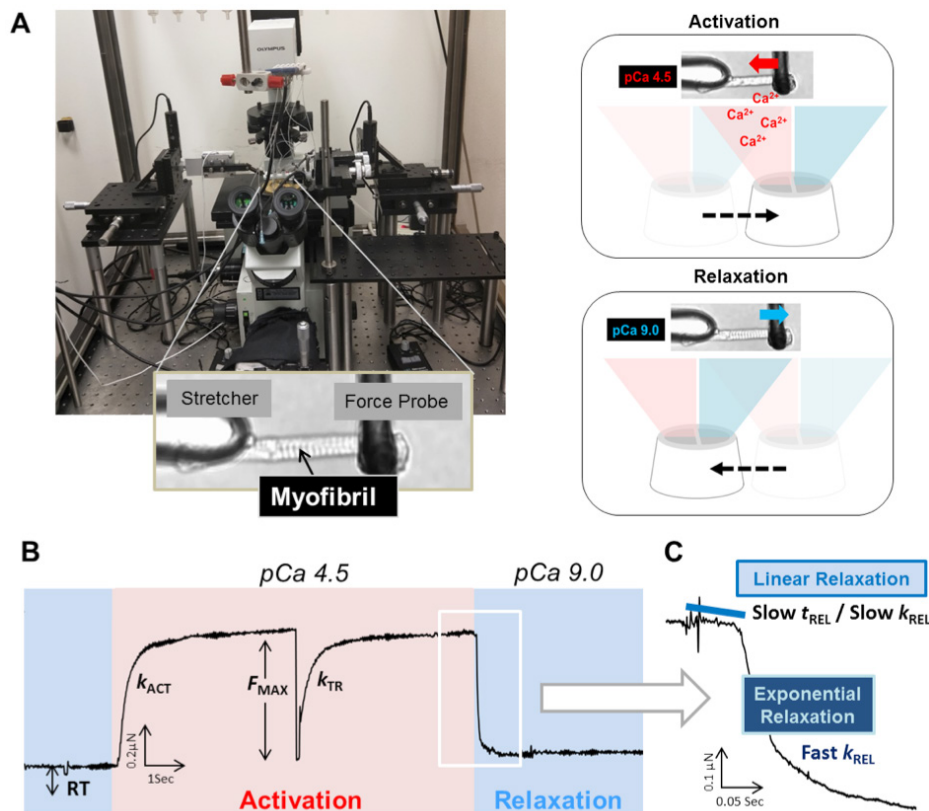 A
OLYMPUS
Stretcher
Force Probe
Myofibril
Activation
pCa 4.5
Ca²⁺
Ca²⁺
Ca²⁺
Ca²⁺
Relaxation
pCa 9.0
B
pCa 4.5
pCa 9.0
kACT
FMAX
kTR
0.2µN
1Sec
RT
Activation
Relaxation
C
Linear Relaxation
Slow tREL / Slow kREL
Exponential
Relaxation
Fast kREL
0.1 µN
0.05 Sec